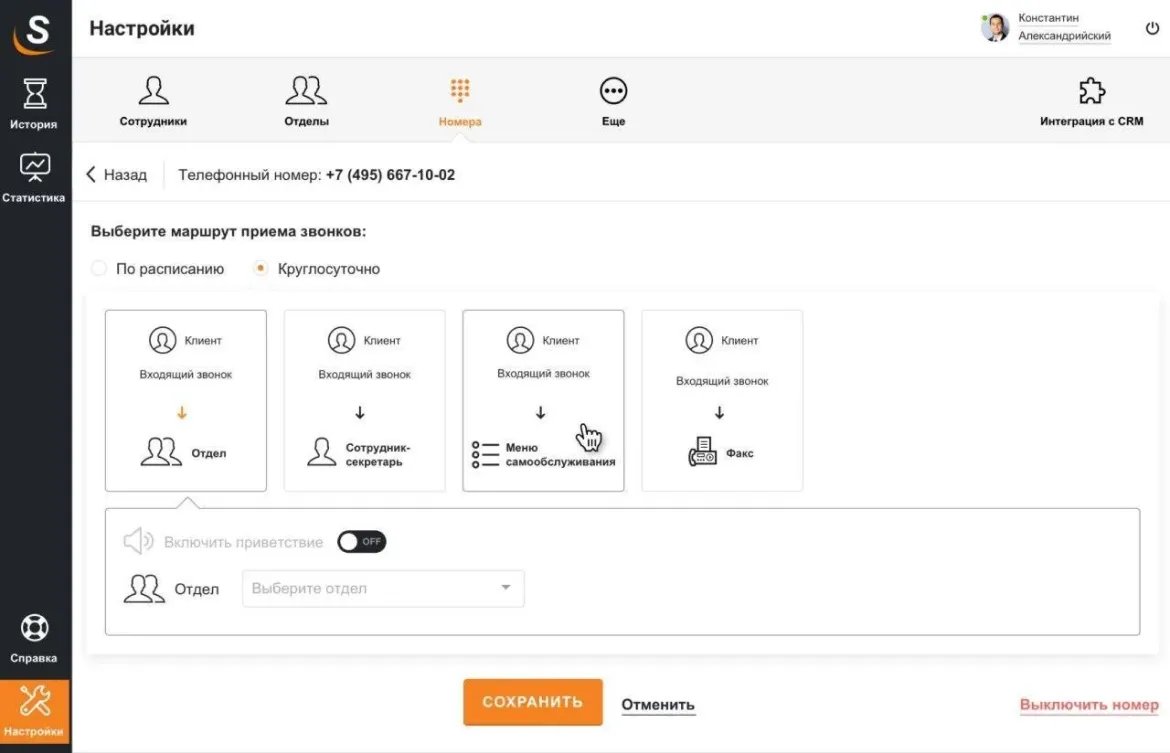 S
Настройки
Константин
Александрийский
История
Статистика
Сотрудники
Отделы
Номера
Еще
Интеграция с CRM
Назад
Телефонный номер: +7 (495) 667-10-02
Выберите маршрут приема звонков:
По расписанию
Круглосуточно
Клиент
Входящий звонок
Отдел
Клиент
Входящий звонок
Сотрудник-
секретарь
Клиент
Входящий звонок
Меню
самообслуживания
Клиент
Входящий звонок
Факс
Включить приветствие
OFF
Отдел
Выберите отдел
Справка
Настройки
СОХРАНИТЬ
Отменить
Выключить номер